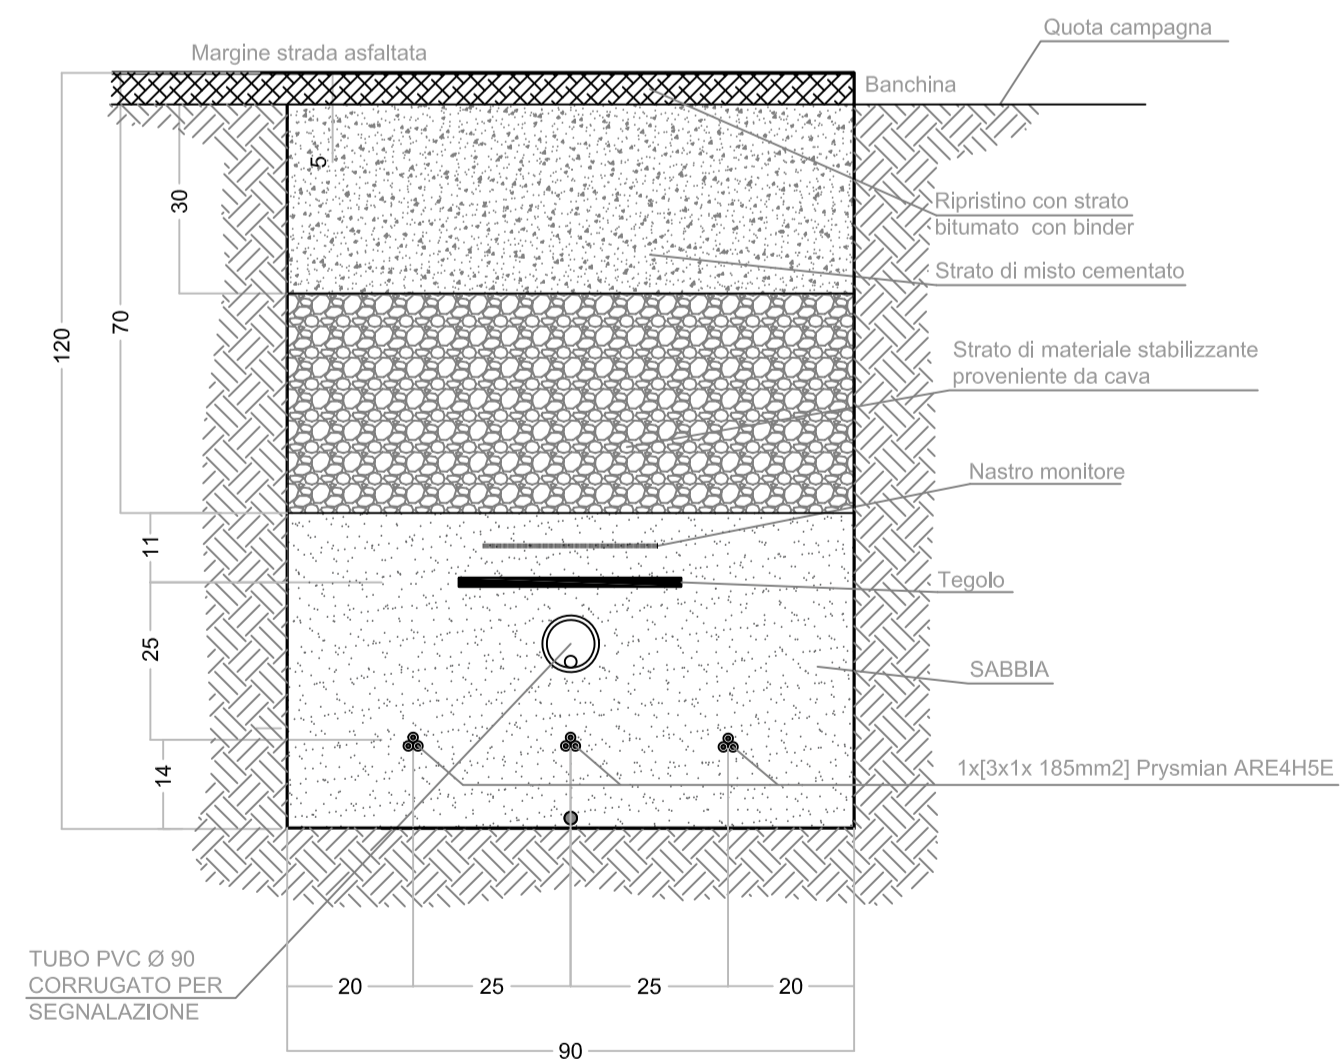 Quota campagna
Margine strada asfaltata
Banchina
5
30
Ripristino con strato
bitumato con binder
Strato di misto cementato
70
120
Strato di materiale stabilizzante
proveniente da cava
Nastro monitore
11
Tegolo
25
SABBIA
14
1x[3x1x 185mm2] Prysmian ARE4H5E
TUBO PVC Ø 90
CORRUGATO PER
SEGNALAZIONE
20 25 25 20
90